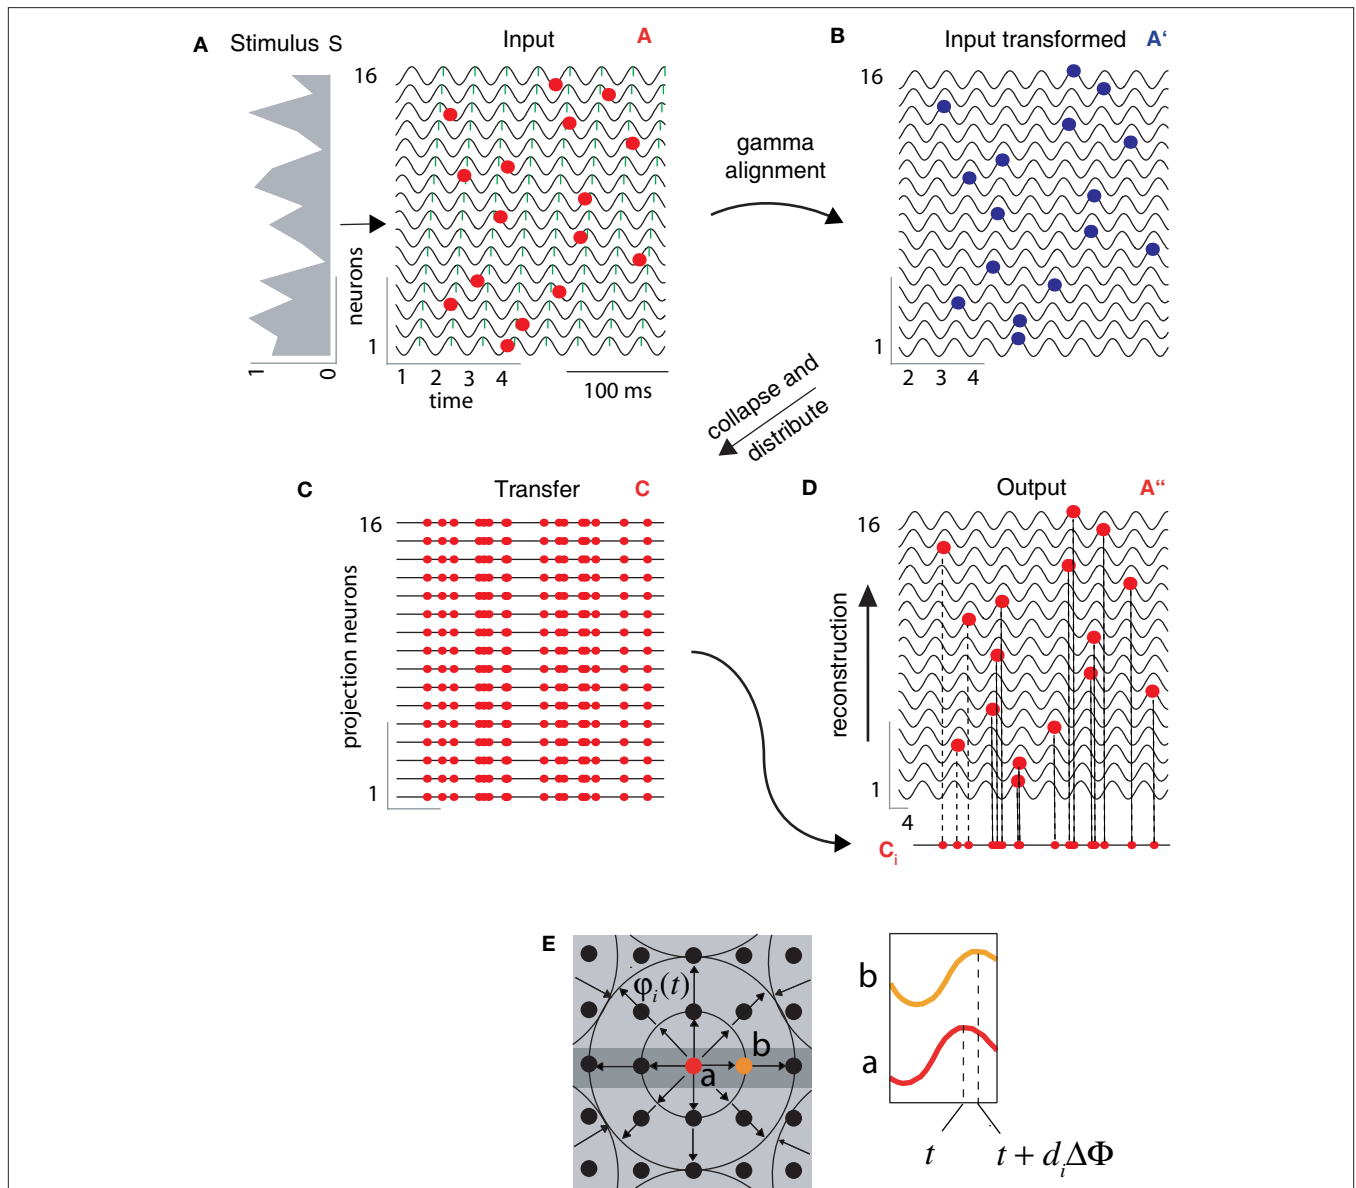 A Stimulus S
Input A
16
neurons
1
1 0
1 2 3 4
time
100 ms
gamma
alignment
B Input transformed A‘
16
1
2 3 4
collapse and
distribute
C Transfer C
16
projection neurons
1
D Output A“
16
reconstruction
1
4
Ci
E
φi(t)
b
a
b
a
t
t + diΔΦ